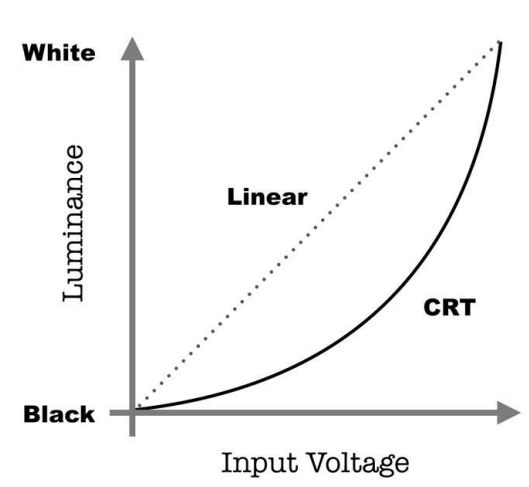 White
Luminance
Linear
CRT
Black
Input Voltage